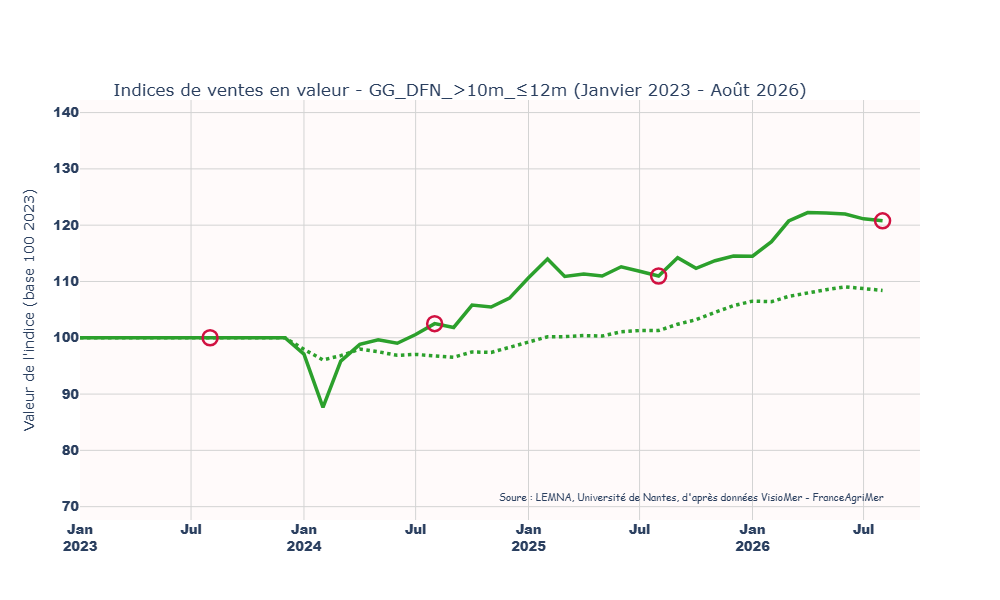 Indices de ventes en valeur - GG_DFN_>10m_≤12m (Janvier 2023 - Août 2026)
Valeur de l'indice (base 100 2023)
140
130
120
110
100
90
80
70
Soure : LEMNA, Université de Nantes, d'après données VisioMer - FranceAgriMer
Jan Jul Jan Jul Jan Jul Jan Jul
2023 2024 2025 2026